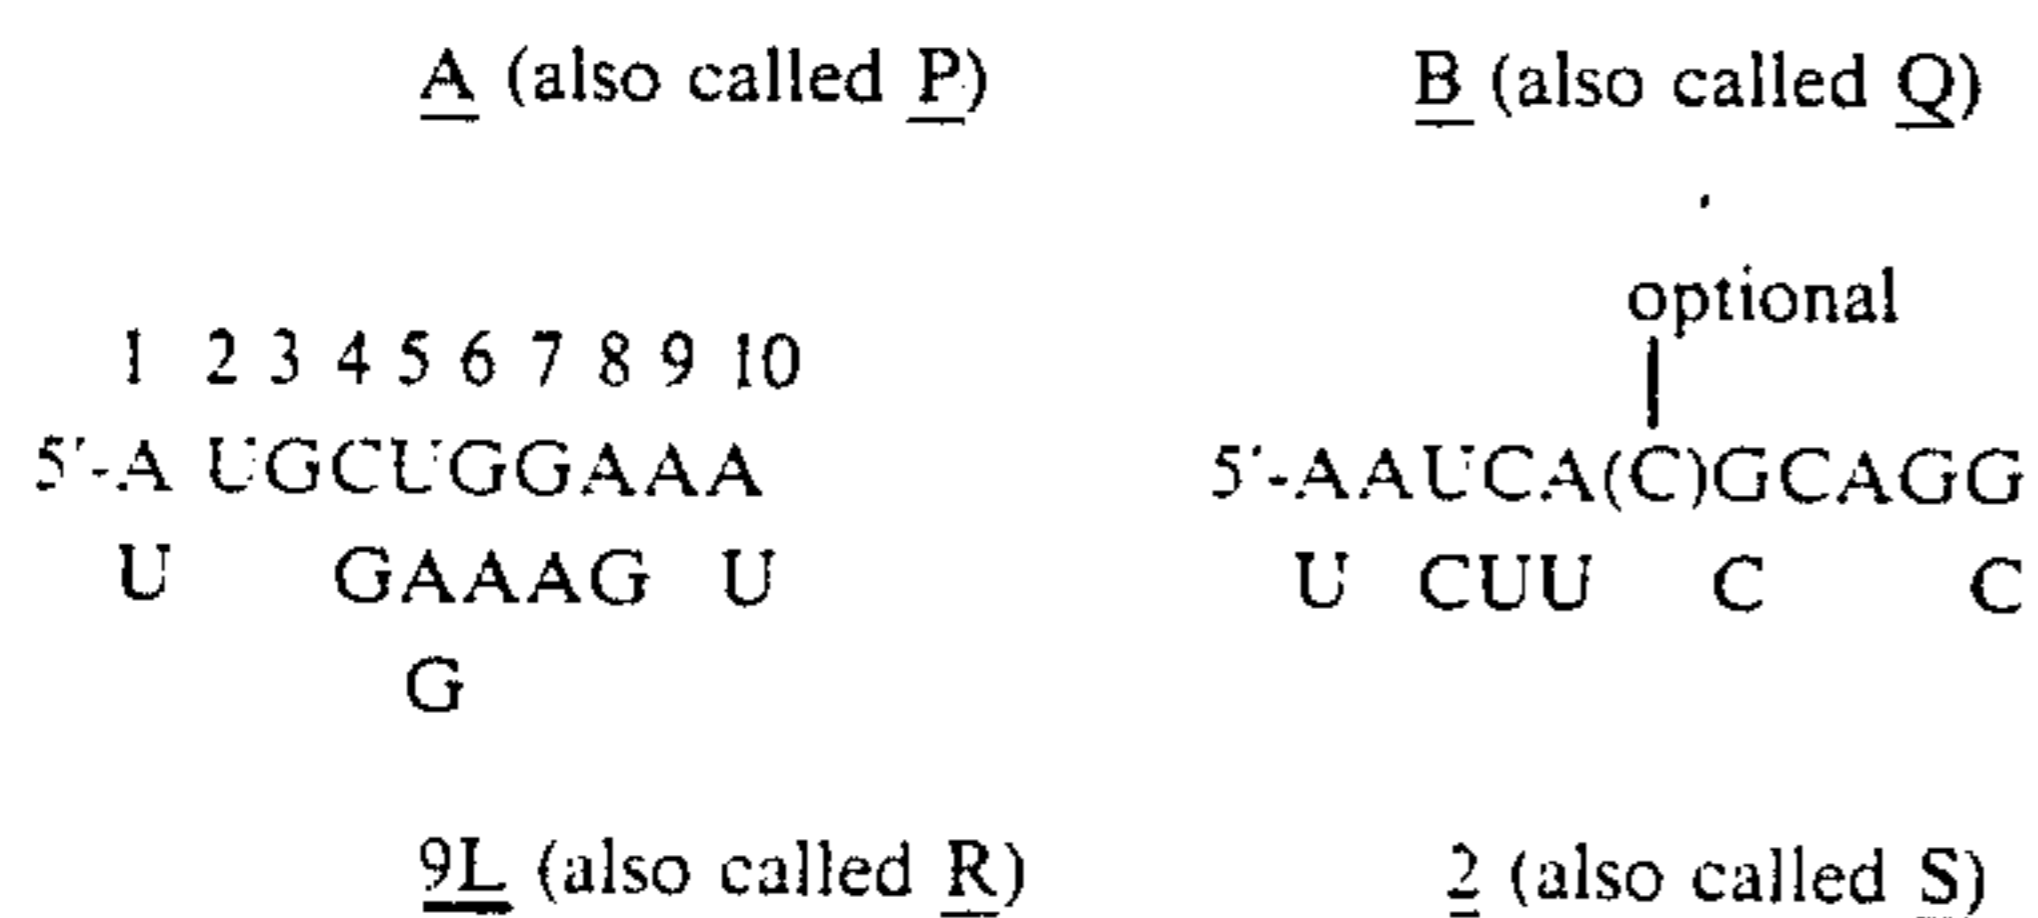 A (also called P) B (also called Q)
optional
1 2 3 4 5 6 7 8 9 10
5′-A UGCUGGAAA 5′-AAUCA(C)GCAGG
U GAAAG U U CUU C C
G
9L (also called R) 2 (also called S)